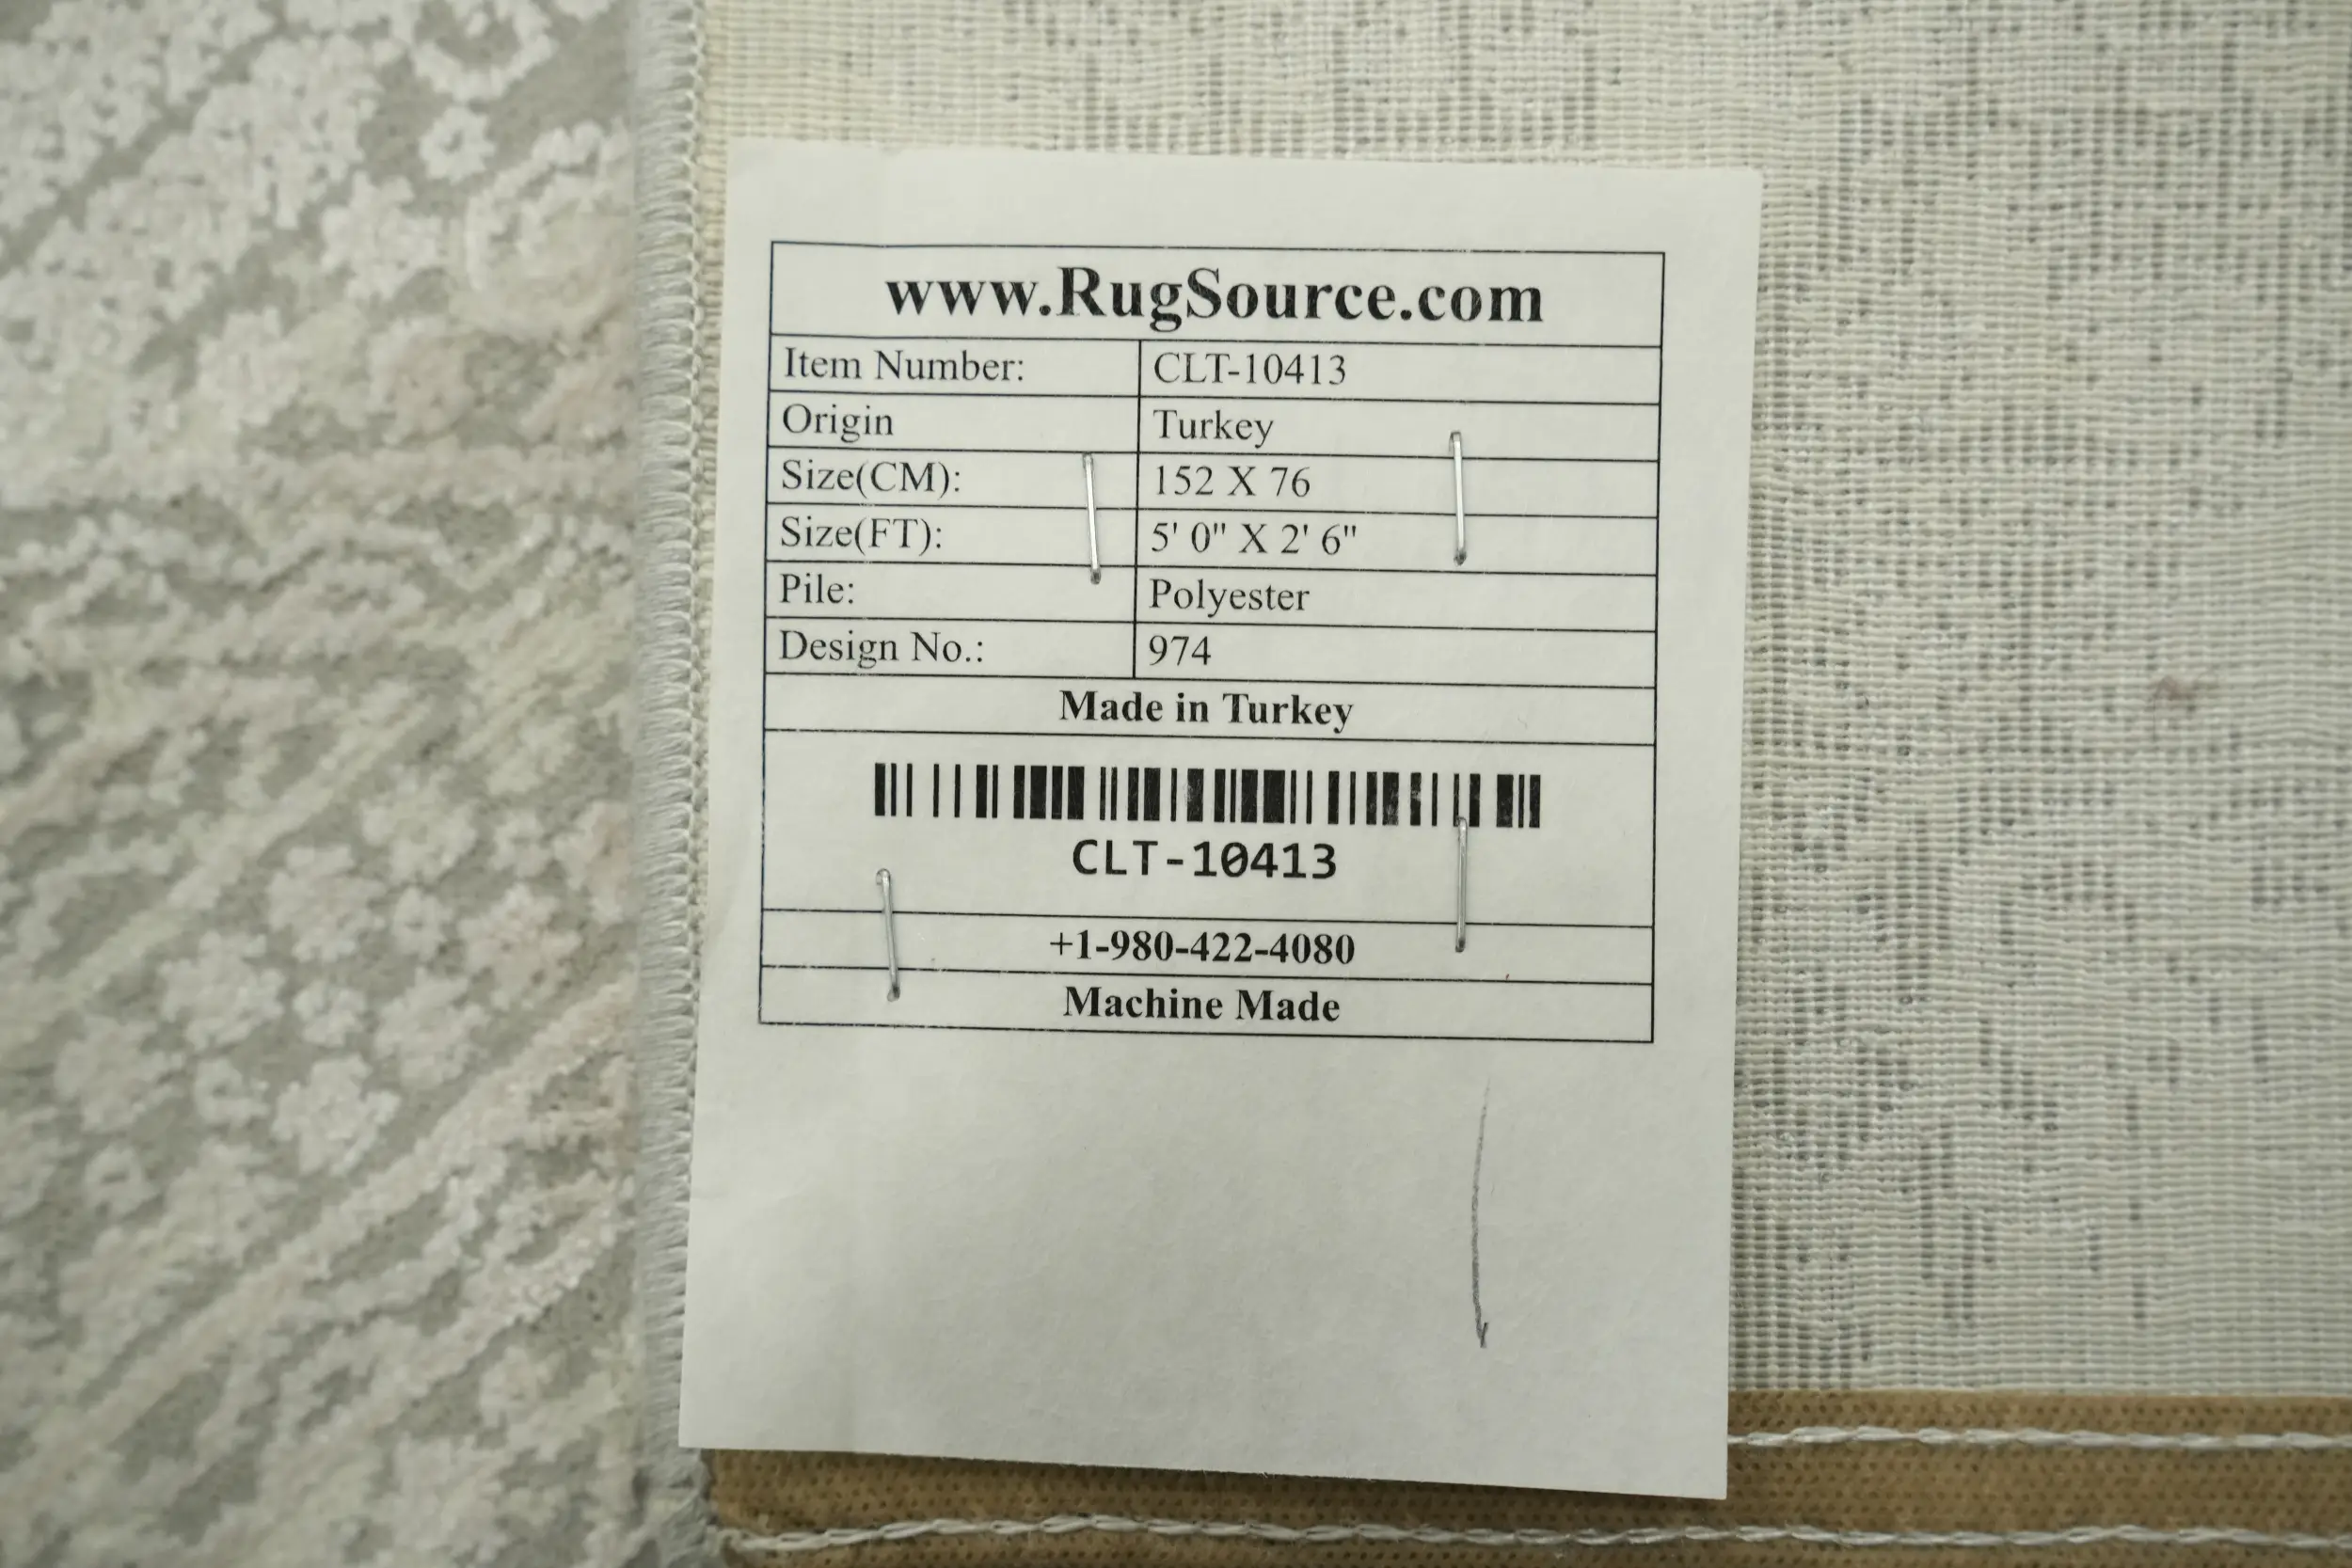 www.RugSource.com
Item Number: CLT-10413
Origin Turkey
Size(CM): 152 X 76
Size(FT): 5' 0" X 2' 6"
Pile: Polyester
Design No.: 974
Made in Turkey
CLT-10413
+1-980-422-4080
Machine Made